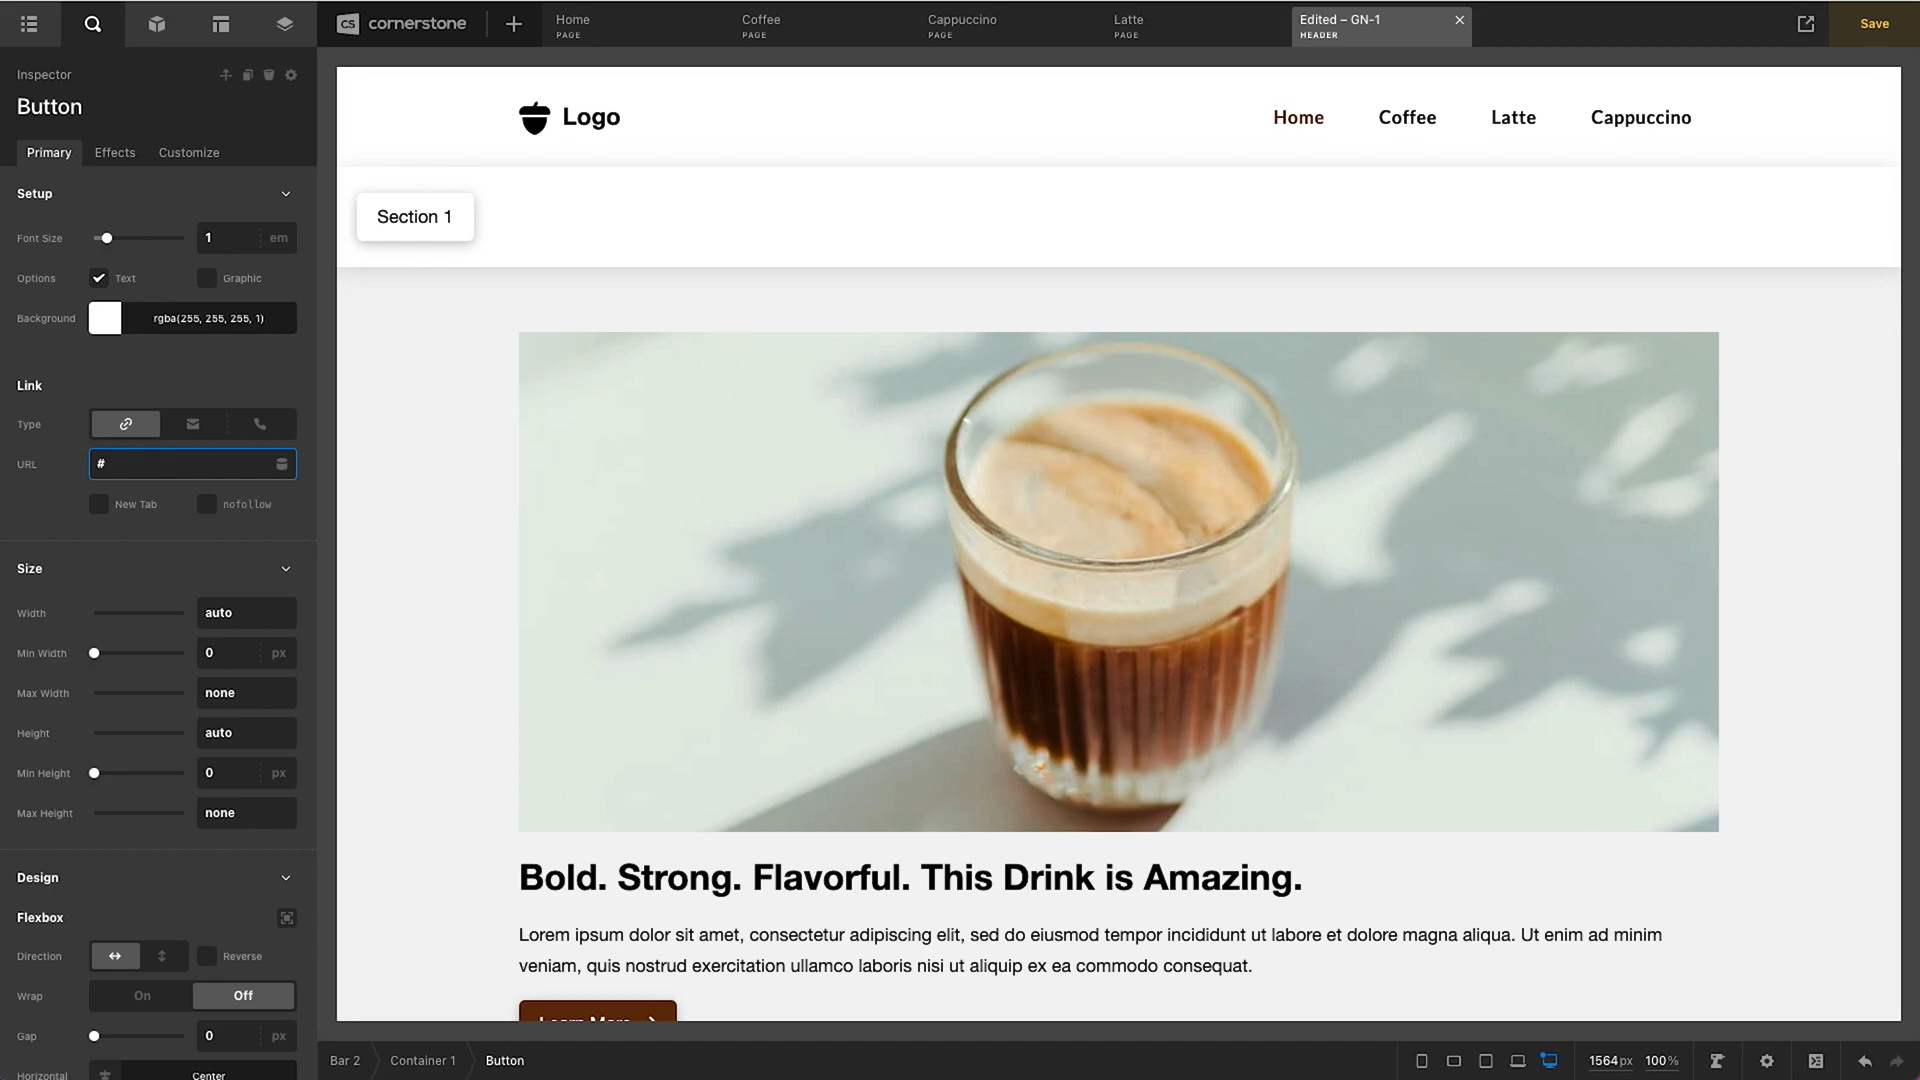 cornerstone
Home
PAGE
Coffee
PAGE
Cappuccino
PAGE
Latte
PAGE
Edited – GN-1
HEADER
Save
Inspector
Button
Primary
Effects
Customize
Setup
Font Size
1
em
Options
Text
Graphic
Background
rgba(255, 255, 255, 1)
Link
Type
URL
#
New Tab
nofollow
Size
Width
auto
Min Width
0
px
Max Width
none
Height
auto
Min Height
0
px
Max Height
none
Design
Flexbox
Direction
Reverse
Wrap
On
Off
Gap
0
px
Horizontal
Center
Logo
Home
Coffee
Latte
Cappuccino
Section 1
Bold. Strong. Flavorful. This Drink is Amazing.
Lorem ipsum dolor sit amet, consectetur adipiscing elit, sed do eiusmod tempor incididunt ut labore et dolore magna aliqua. Ut enim ad minim
veniam, quis nostrud exercitation ullamco laboris nisi ut aliquip ex ea commodo consequat.
Learn More
Bar 2
Container 1
Button
1564px
100%